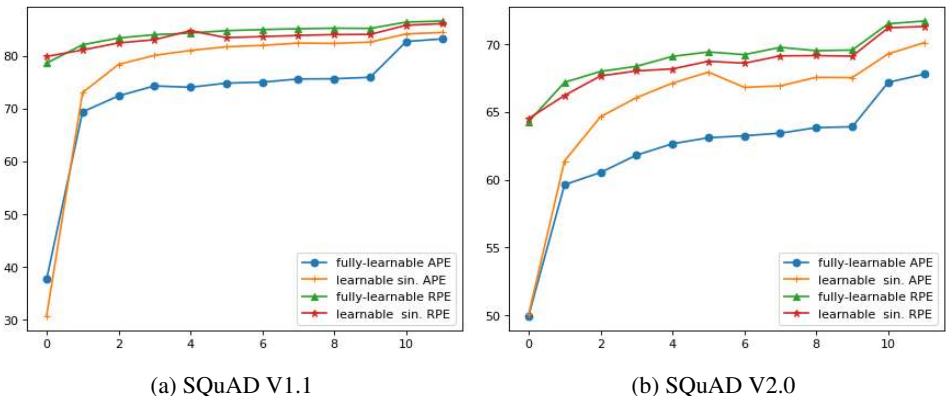 80
70
60
50
40
30
0
2
4
6
8
10
fully-learnable APE
learnable sin. APE
fully-learnable RPE
learnable sin. RPE
(a) SQuAD V1.1
70
65
60
55
50
0
2
4
6
8
10
fully-learnable APE
learnable sin. APE
fully-learnable RPE
learnable sin. RPE
(b) SQuAD V2.0